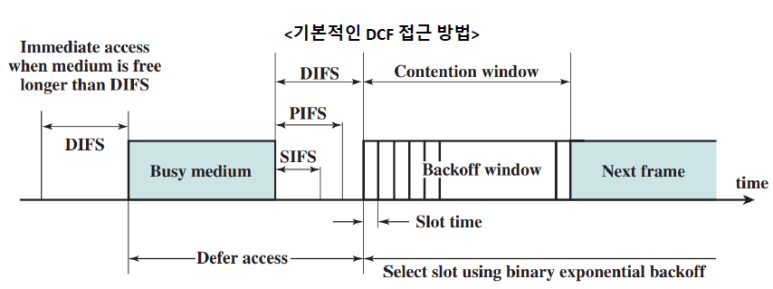 <기본적인 DCF 접근 방법>
Immediate access
when medium is free
longer than DIFS
DIFS
Contention window
PIFS
DIFS
SIFS
Busy medium
Backoff window
Next frame
time
Slot time
Defer access
Select slot using binary exponential backoff